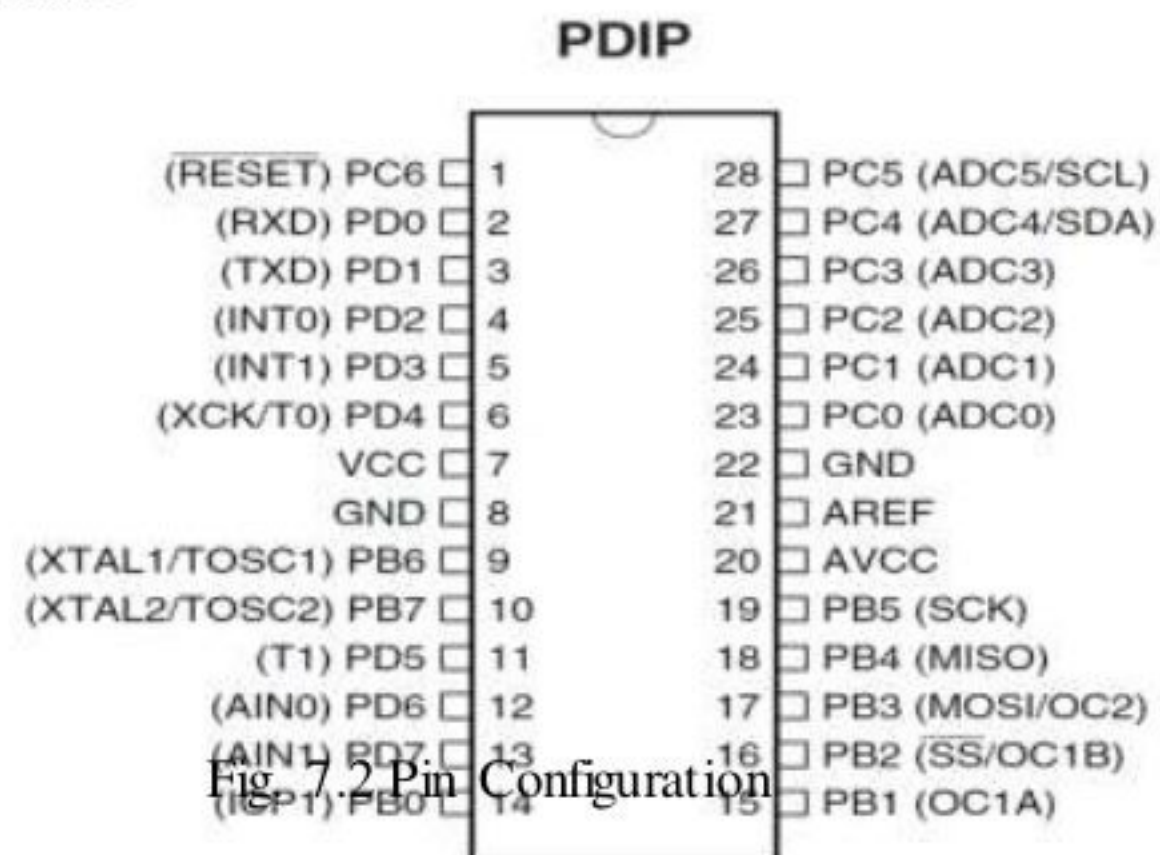 PDIP
(RESET) PC6 1 28 PC5 (ADC5/SCL)
(RXD) PD0 2 27 PC4 (ADC4/SDA)
(TXD) PD1 3 26 PC3 (ADC3)
(INT0) PD2 4 25 PC2 (ADC2)
(INT1) PD3 5 24 PC1 (ADC1)
(XCK/T0) PD4 6 23 PC0 (ADC0)
VCC 7 22 GND
GND 8 21 AREF
(XTAL1/TOSC1) PB6 9 20 AVCC
(XTAL2/TOSC2) PB7 10 19 PB5 (SCK)
(T1) PD5 11 18 PB4 (MISO)
(AIN0) PD6 12 17 PB3 (MOSI/OC2)
(AIN1) PD7 13 16 PB2 (SS/OC1B)
Fig. 7.2 Pin Configuration
(ICP1) PB0 14 15 PB1 (OC1A)